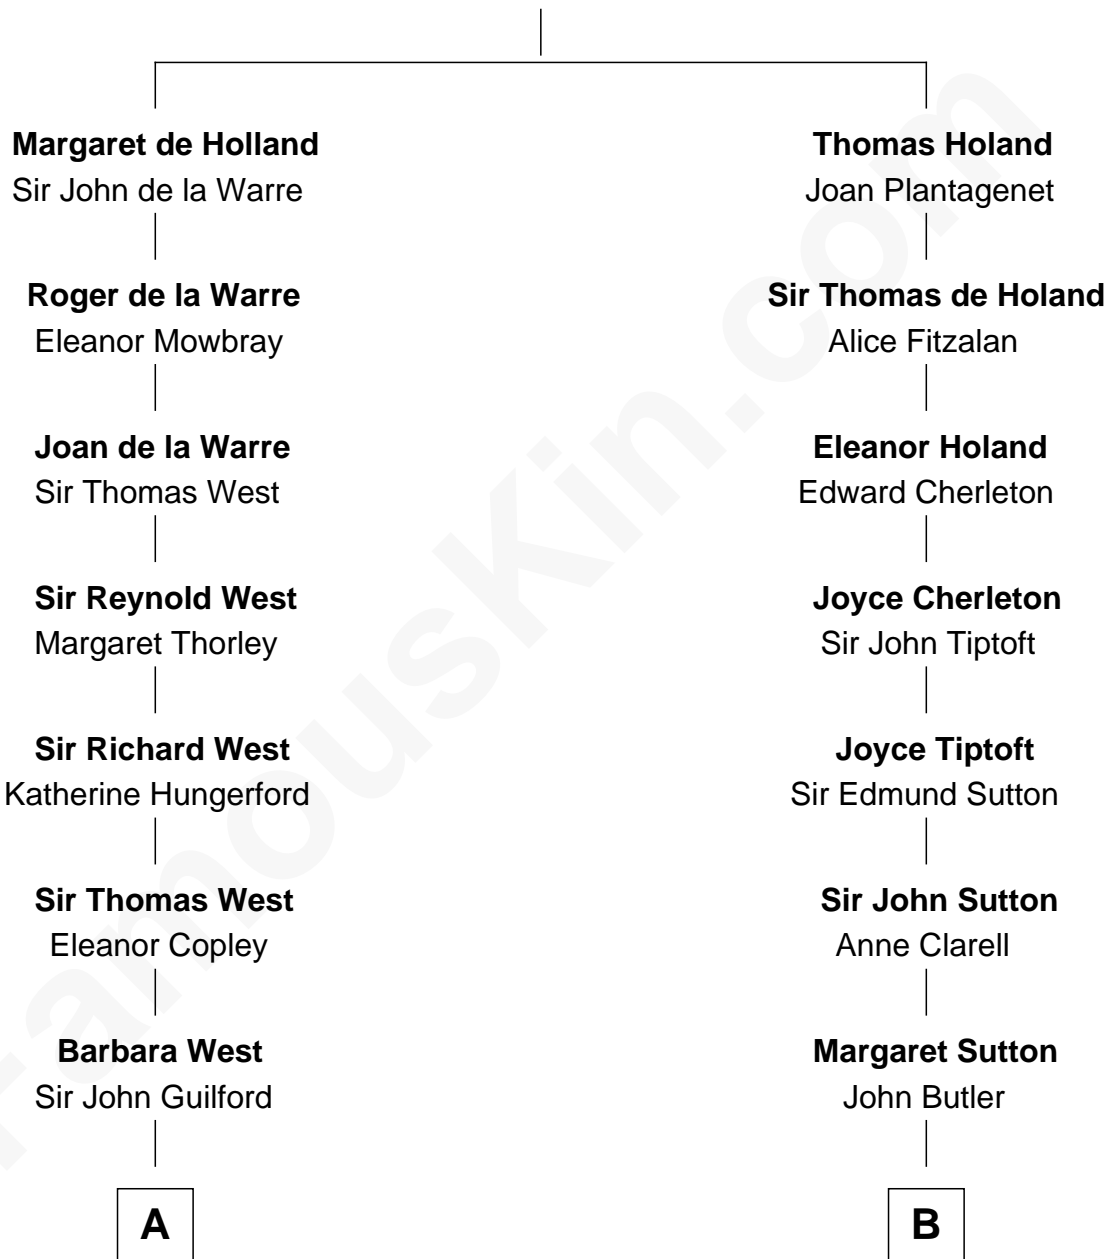 Margaret de Holland
Sir John de la Warre
Roger de la Warre
Eleanor Mowbray
Joan de la Warre
Sir Thomas West
Sir Reynold West
Margaret Thorley
Sir Richard West
Katherine Hungerford
Sir Thomas West
Eleanor Copley
Barbara West
Sir John Guilford
A
Thomas Holand
Joan Plantagenet
Sir Thomas de Holand
Alice Fitzalan
Eleanor Holand
Edward Cherleton
Joyce Cherleton
Sir John Tiptoft
Joyce Tiptoft
Sir Edmund Sutton
Sir John Sutton
Anne Clarell
Margaret Sutton
John Butler
B
FamousKin.com